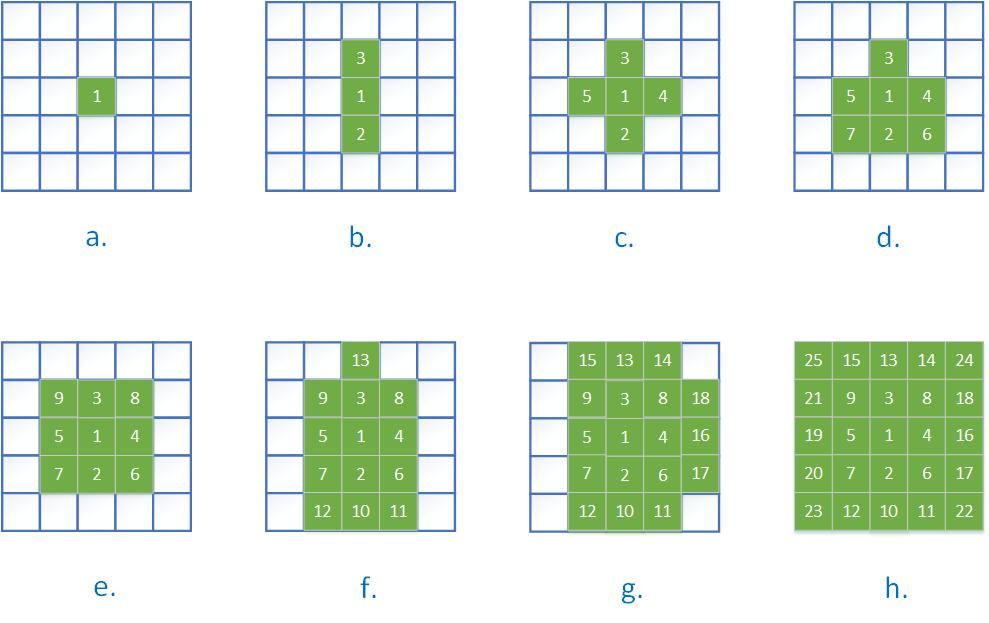 1
a.
3
1
2
b.
3
5 1 4
2
c.
3
5 1 4
7 2 6
d.
9 3 8
5 1 4
7 2 6
e.
13
9 3 8
5 1 4
7 2 6
12 10 11
f.
15 13 14
9 3 8 18
5 1 4 16
7 2 6 17
12 10 11
g.
25 15 13 14 24
21 9 3 8 18
19 5 1 4 16
20 7 2 6 17
23 12 10 11 22
h.